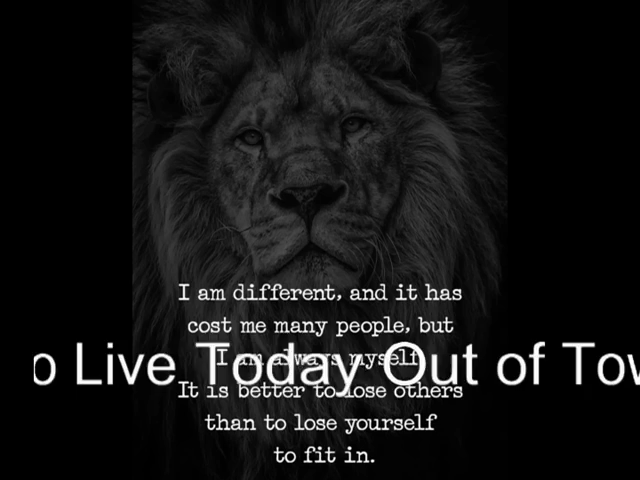 I am different, and it has
cost me many people, but
I am always myself.
o Live Today Out of Tow
It is better to lose others
than to lose yourself
to fit in.